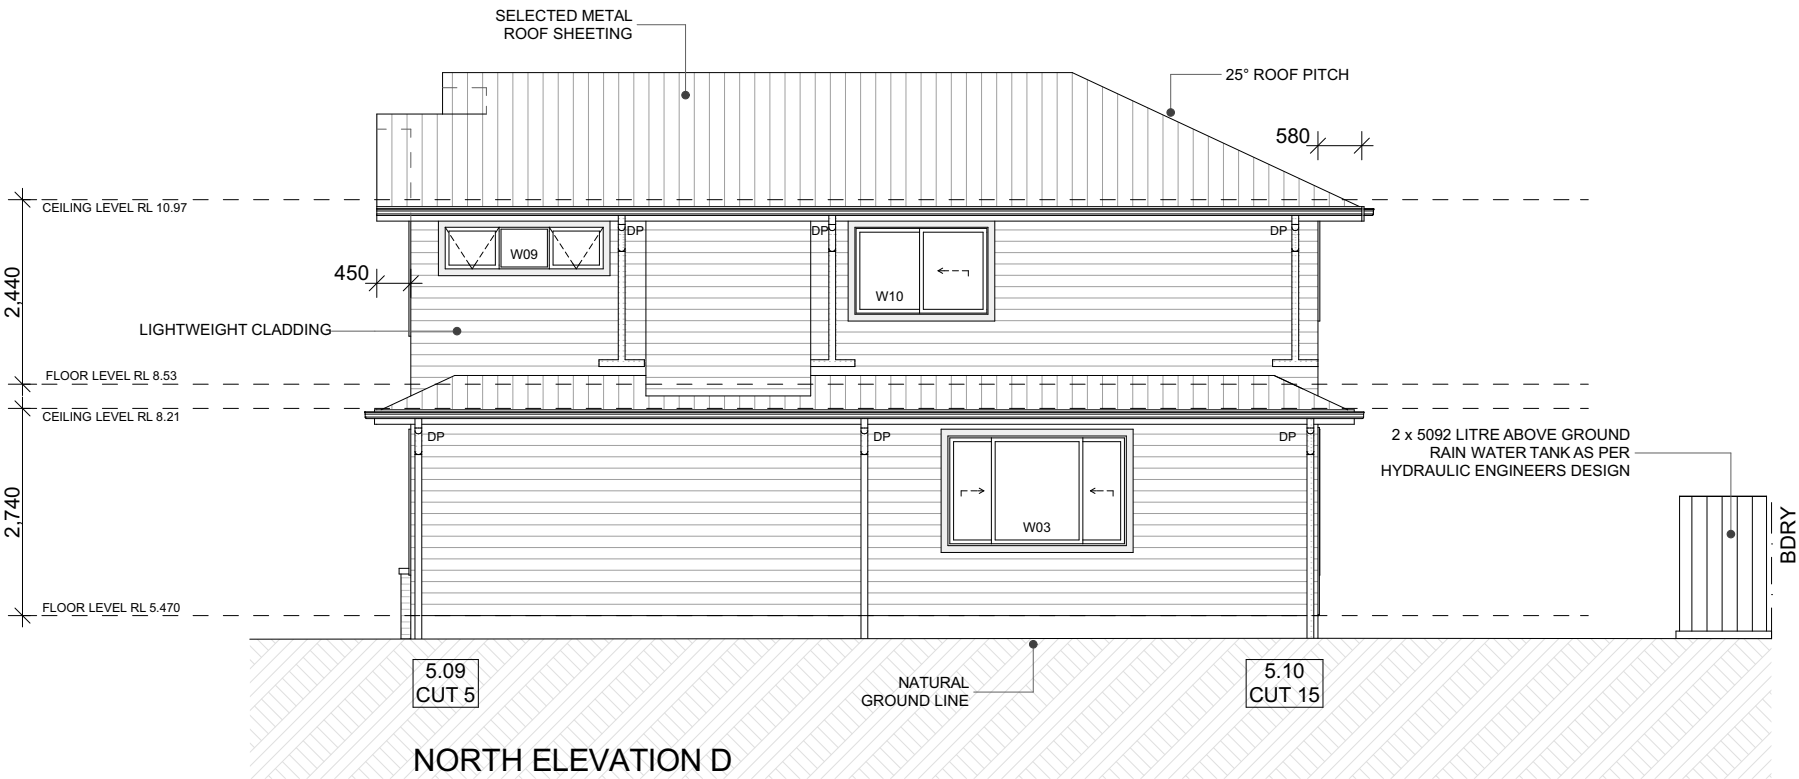 SELECTED METAL
ROOF SHEETING
25° ROOF PITCH
580
CEILING LEVEL RL 10.97
DP
DP
DP
W09
W10
450
2,440
LIGHTWEIGHT CLADDING
FLOOR LEVEL RL 8.53
CEILING LEVEL RL 8.21
DP
DP
DP
2 x 5092 LITRE ABOVE GROUND
RAIN WATER TANK AS PER
HYDRAULIC ENGINEERS DESIGN
2,740
W03
BDRY
FLOOR LEVEL RL 5.470
5.09
CUT 5
5.10
CUT 15
NATURAL
GROUND LINE
NORTH ELEVATION D